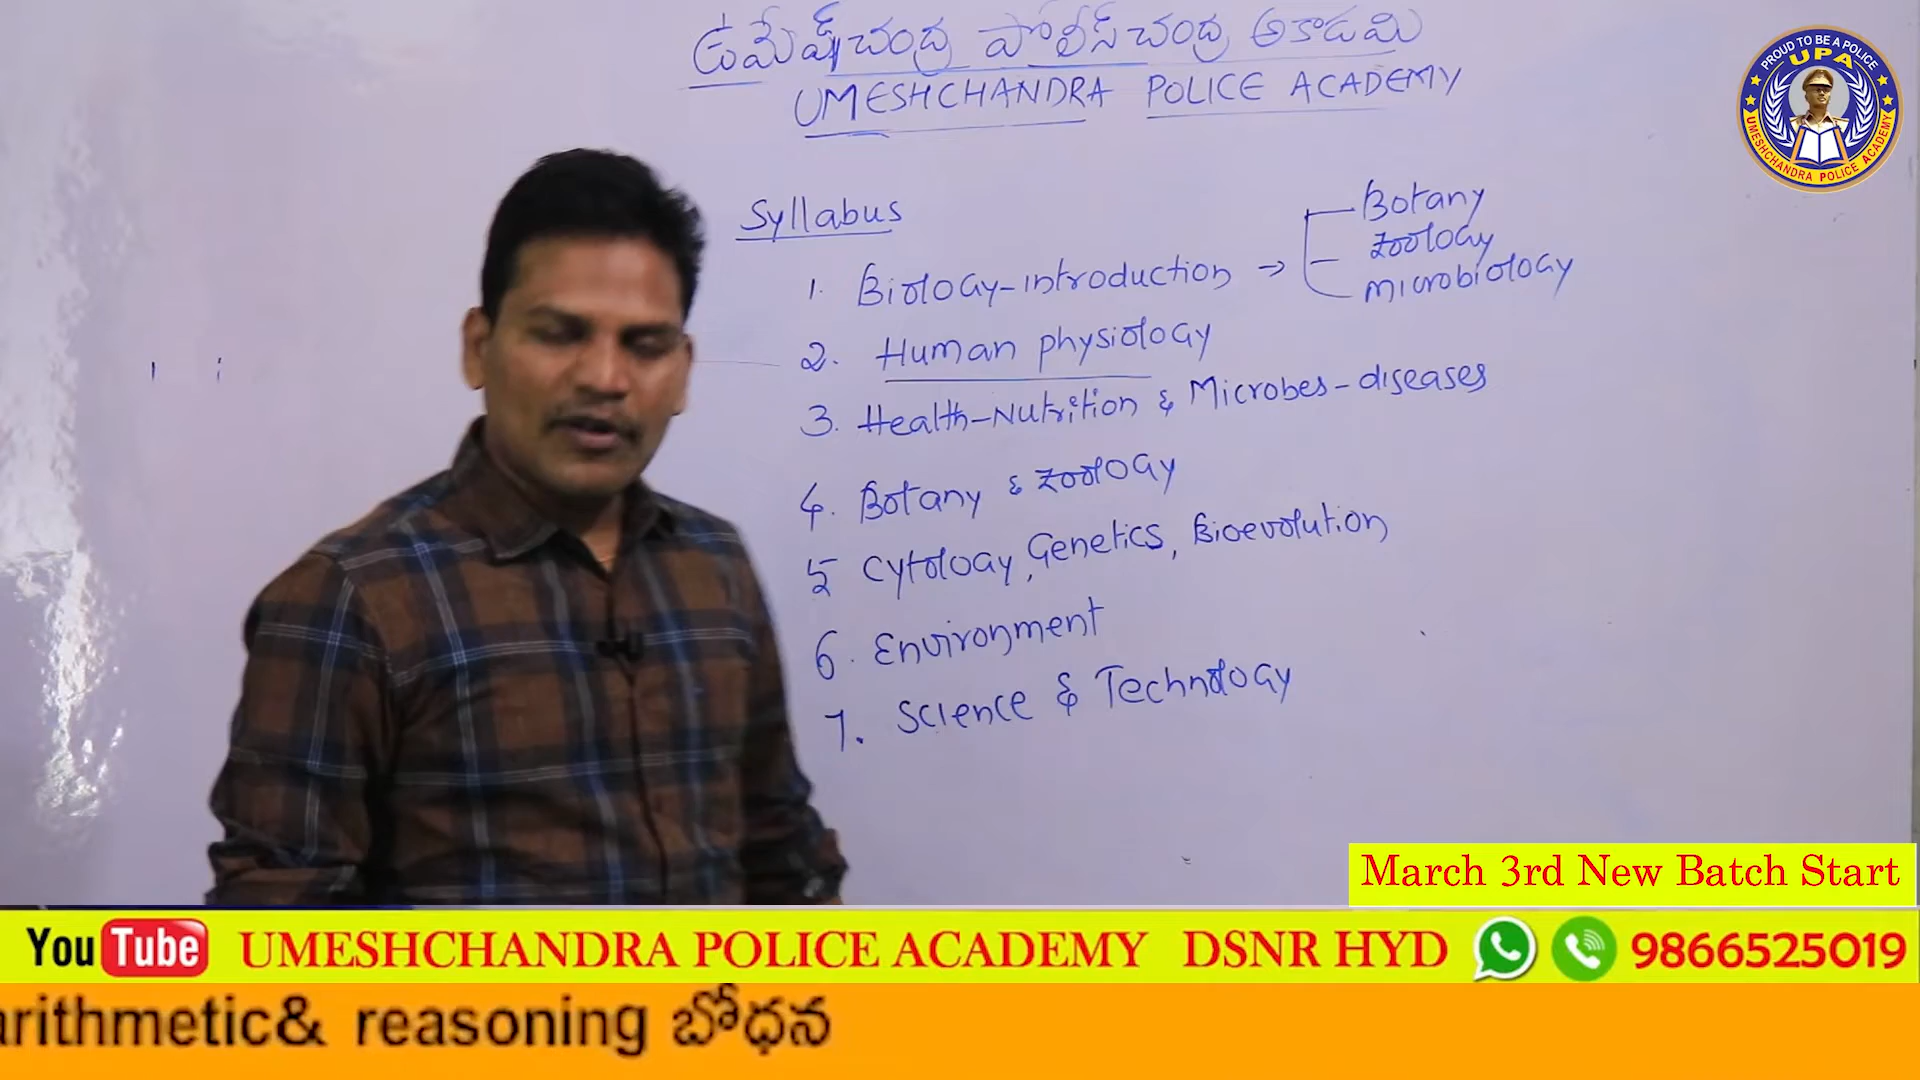 ఉమేష్ చంద్ర పోలీస్ చంద్ర అకాడమి
UMESHCHANDRA POLICE ACADEMY
PROUD TO BE A POLICE
UPA
UMESHCHANDRA POLICE ACADEMY
Syllabus
1. Biology-introduction → Botany
Zoology
Microbiology
2. Human physiology
3. Health-Nutrition & Microbes-diseases
4. Botany & Zoology
5 Cytology, Genetics, Bioevolution
6. Environment
7. Science & Technology
March 3rd New Batch Start
YouTube UMESHCHANDRA POLICE ACADEMY DSNR HYD 9866525019
arithmetic& reasoning బోధన